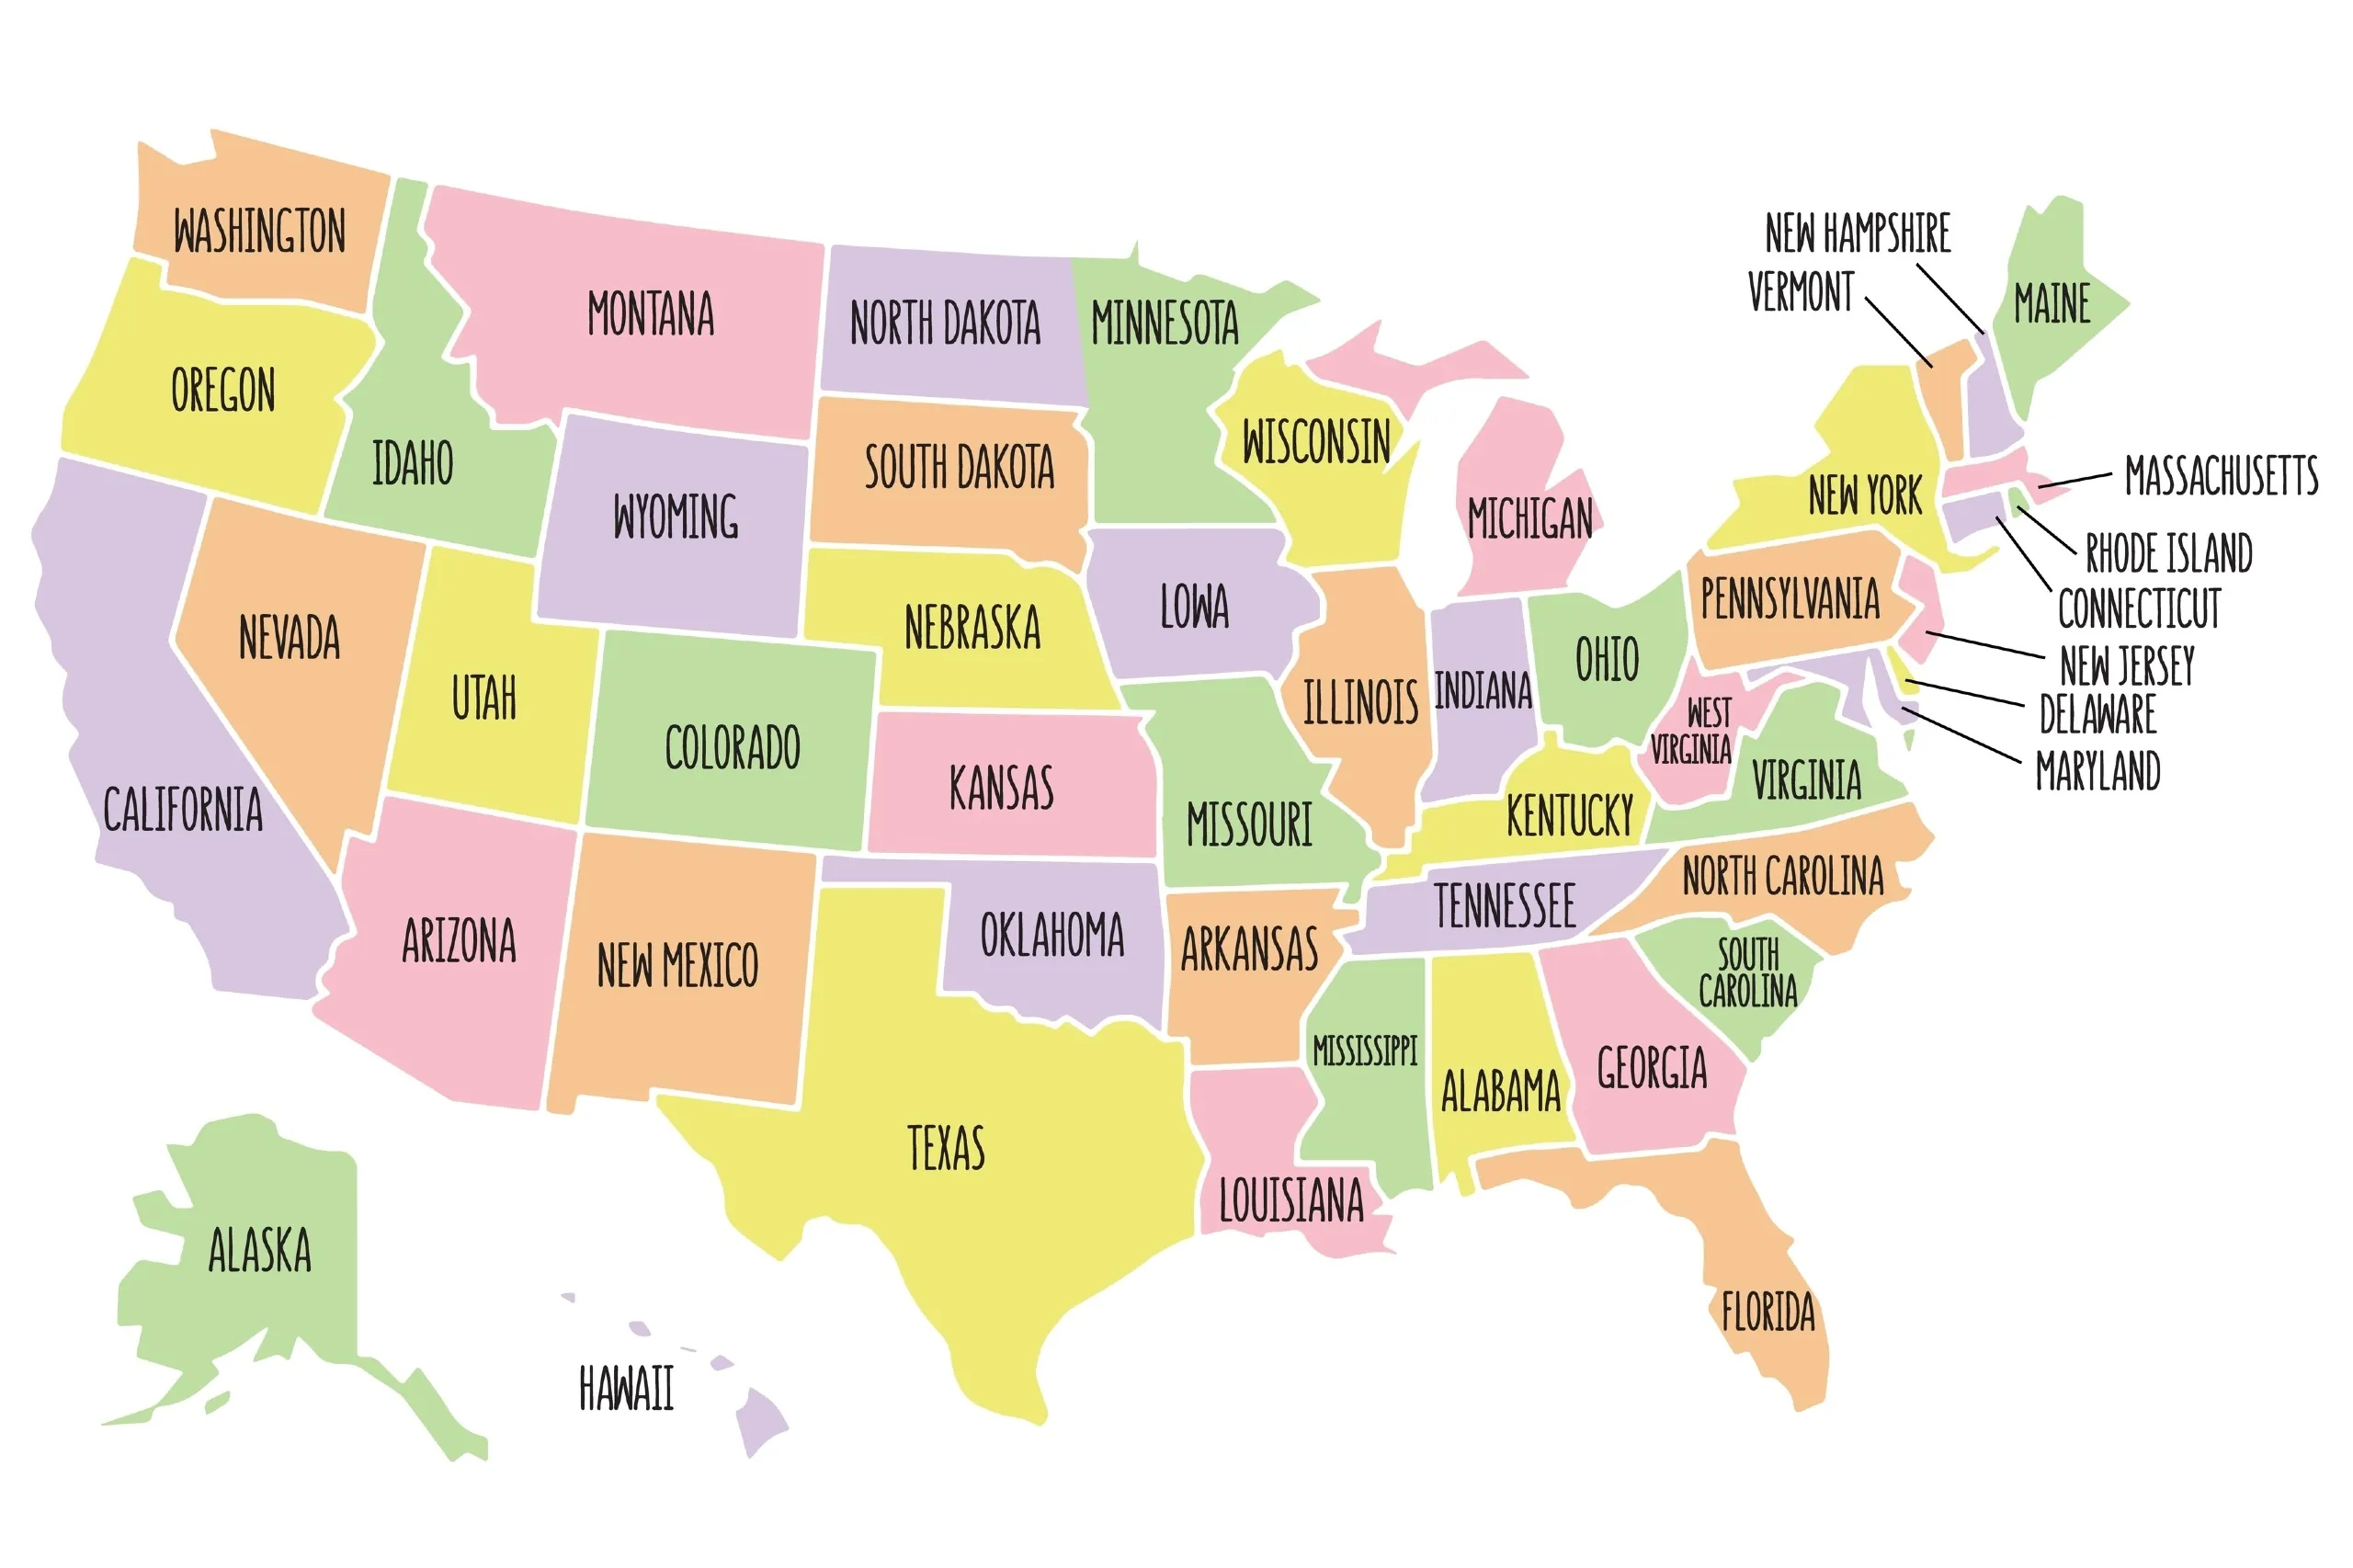 WASHINGTON
OREGON
IDAHO
MONTANA
NORTH DAKOTA
MINNESOTA
SOUTH DAKOTA
WYOMING
WISCONSIN
MICHIGAN
NEW HAMPSHIRE
VERMONT
MAINE
NEW YORK
MASSACHUSETTS
RHODE ISLAND
CONNECTICUT
NEW JERSEY
DELAWARE
MARYLAND
PENNSYLVANIA
CALIFORNIA
NEVADA
UTAH
COLORADO
NEBRASKA
LOWA
ILLINOIS
INDIANA
OHIO
WEST
VIRGINIA
VIRGINIA
KANSAS
MISSOURI
KENTUCKY
ARIZONA
NEW MEXICO
OKLAHOMA
ARKANSAS
TENNESSEE
NORTH CAROLINA
SOUTH
CAROLINA
TEXAS
LOUISIANA
MISSISSIPPI
ALABAMA
GEORGIA
FLORIDA
ALASKA
HAWAII